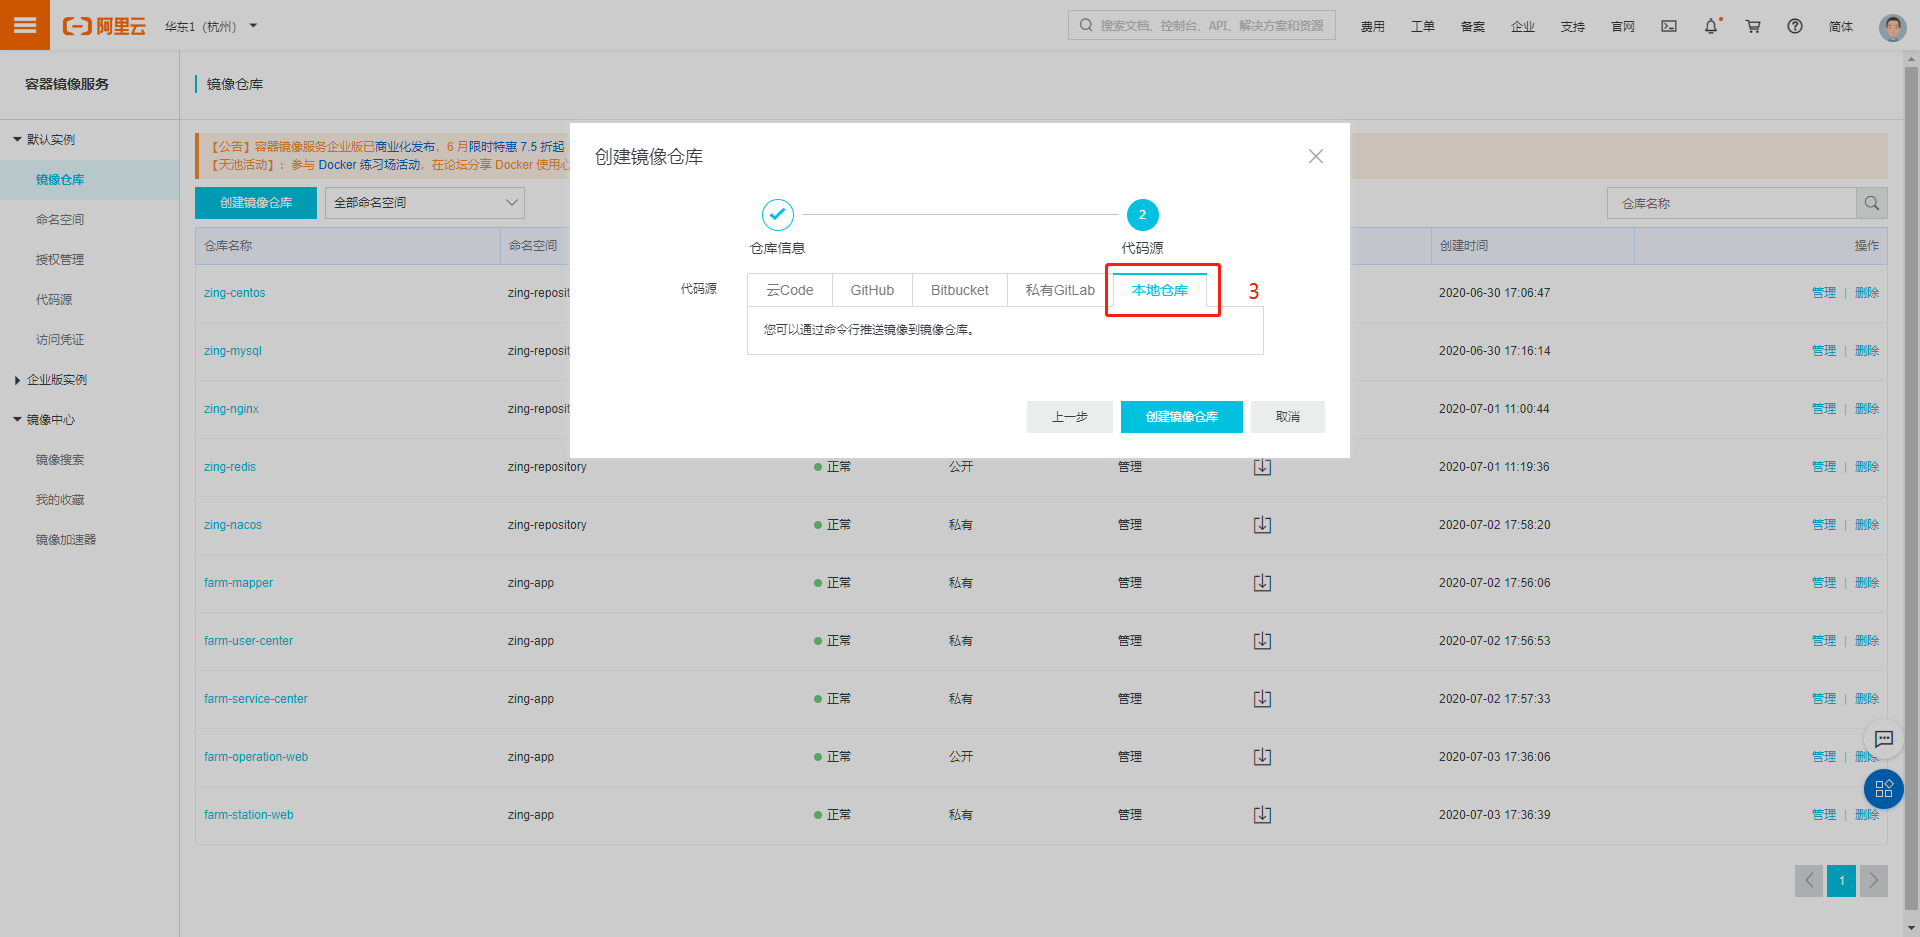 阿里云 华东1（杭州） 搜索文档、控制台、API、解决方案和资源 费用 工单 备案 企业 支持 官网 简体
容器镜像服务
镜像仓库
默认实例
镜像仓库
命名空间
授权管理
代码源
访问凭证
企业版实例
镜像中心
镜像搜索
我的收藏
镜像加速器
【公告】容器镜像服务企业版已商业化发布，6 月限时特惠 7.5 折起
【天池活动】：参与 Docker 练习场活动，在论坛分享 Docker 使用心
创建镜像仓库 全部命名空间 仓库名称
仓库名称 命名空间 创建时间 操作
zing-centos zing-reposit 2020-06-30 17:06:47 管理 | 删除
zing-mysql zing-reposit 2020-06-30 17:16:14 管理 | 删除
zing-nginx zing-reposit 2020-07-01 11:00:44 管理 | 删除
zing-redis zing-repository 正常 公开 管理 2020-07-01 11:19:36 管理 | 删除
zing-nacos zing-repository 正常 私有 管理 2020-07-02 17:58:20 管理 | 删除
farm-mapper zing-app 正常 私有 管理 2020-07-02 17:56:06 管理 | 删除
farm-user-center zing-app 正常 私有 管理 2020-07-02 17:56:53 管理 | 删除
farm-service-center zing-app 正常 私有 管理 2020-07-02 17:57:33 管理 | 删除
farm-operation-web zing-app 正常 公开 管理 2020-07-03 17:36:06 管理 | 删除
farm-station-web zing-app 正常 私有 管理 2020-07-03 17:36:39 管理 | 删除
1
创建镜像仓库
2
仓库信息 代码源
代码源 云Code GitHub Bitbucket 私有GitLab 本地仓库 3
您可以通过命令行推送镜像到镜像仓库。
上一步 创建镜像仓库 取消